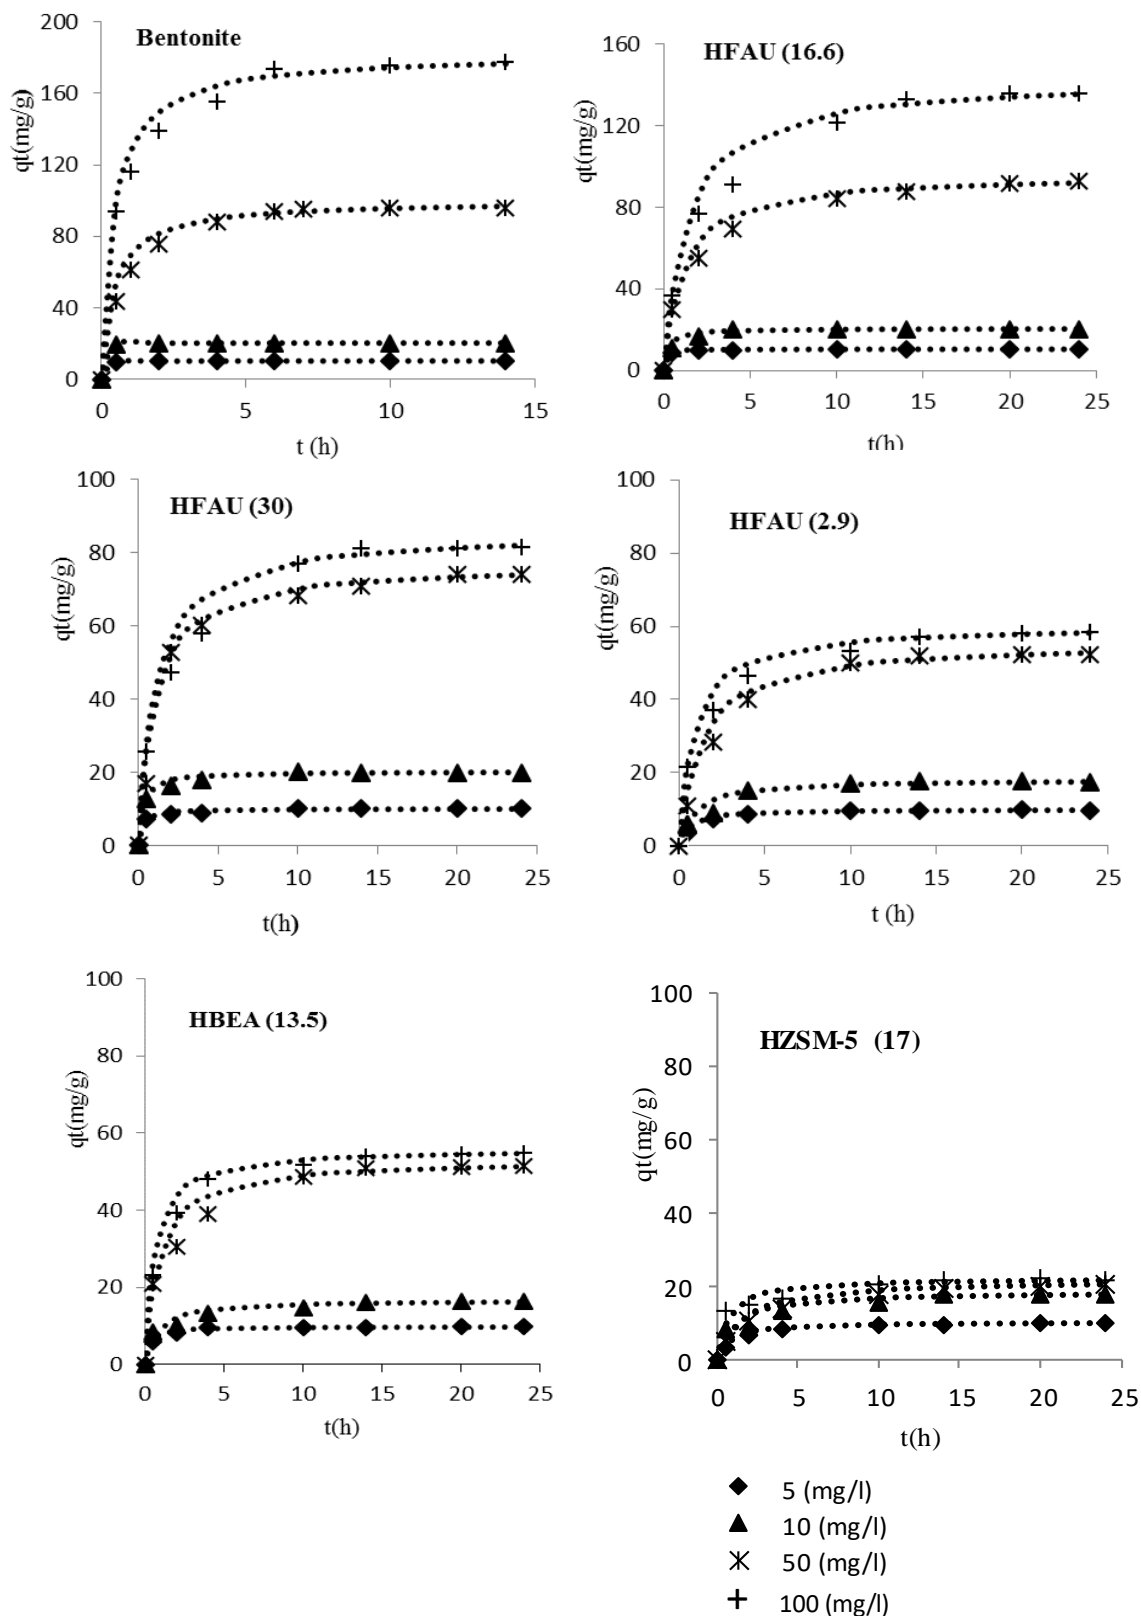 Bentonite
qt(mg/g)
200
160
120
80
40
0
0 5 10 15
t (h)
HFAU (16.6)
qt(mg/g)
160
120
80
40
0
0 5 10 15 20 25
t(h)
HFAU (30)
qt(mg/g)
100
80
60
40
20
0
0 5 10 15 20 25
t(h)
HFAU (2.9)
qt(mg/g)
100
80
60
40
20
0
0 5 10 15 20 25
t (h)
HBEA (13.5)
qt(mg/g)
100
80
60
40
20
0
0 5 10 15 20 25
t(h)
HZSM-5 (17)
qt(mg/g)
100
80
60
40
20
0
0 5 10 15 20 25
t(h)
5 (mg/l)
10 (mg/l)
50 (mg/l)
100 (mg/l)